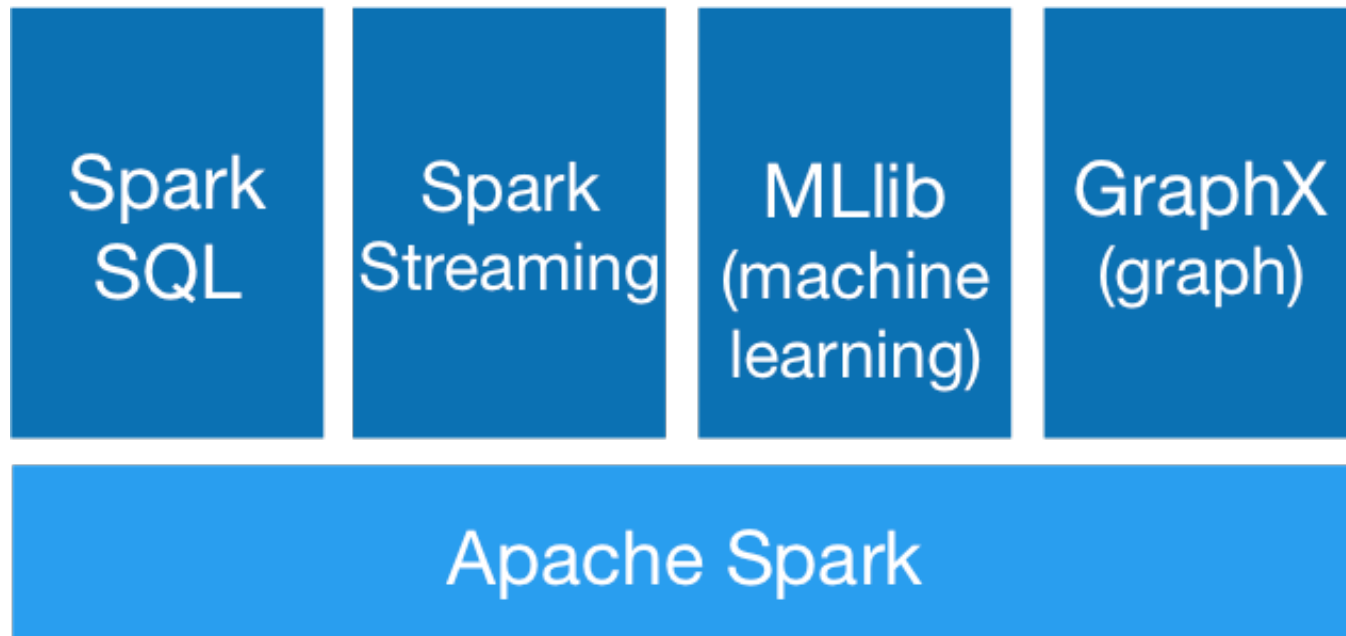 Spark
SQL
Spark
Streaming
MLlib
(machine
learning)
GraphX
(graph)
Apache Spark